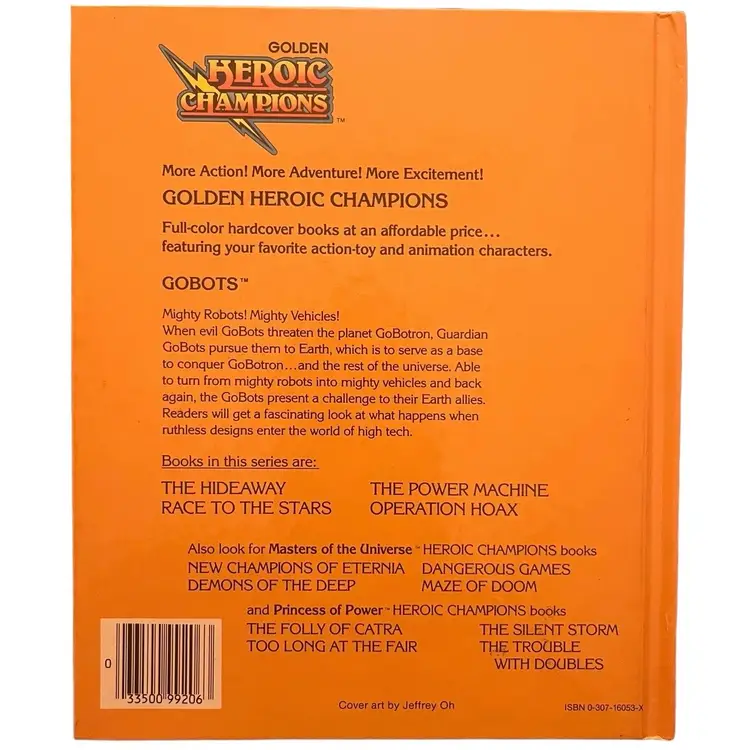 GOLDEN
HEROIC
CHAMPIONS™
More Action! More Adventure! More Excitement!
GOLDEN HEROIC CHAMPIONS
Full-color hardcover books at an affordable price...
featuring your favorite action-toy and animation characters.
GOBOTS™
Mighty Robots! Mighty Vehicles!
When evil GoBots threaten the planet GoBotron, Guardian
GoBots pursue them to Earth, which is to serve as a base
to conquer GoBotron...and the rest of the universe. Able
to turn from mighty robots into mighty vehicles and back
again, the GoBots present a challenge to their Earth allies.
Readers will get a fascinating look at what happens when
ruthless designs enter the world of high tech.
Books in this series are:
THE HIDEAWAY THE POWER MACHINE
RACE TO THE STARS OPERATION HOAX
Also look for Masters of the Universe™ HEROIC CHAMPIONS books
NEW CHAMPIONS OF ETERNIA DANGEROUS GAMES
DEMONS OF THE DEEP MAZE OF DOOM
and Princess of Power™ HEROIC CHAMPIONS books
THE FOLLY OF CATRA THE SILENT STORM
TOO LONG AT THE FAIR THE TROUBLE
WITH DOUBLES
0 33500 99206
Cover art by Jeffrey Oh
ISBN 0-307-16053-X